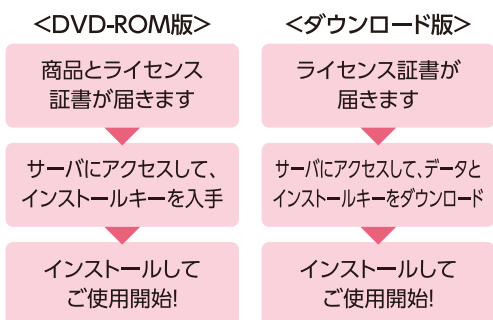 <DVD-ROM版>
商品とライセンス
証書が届きます
サーバにアクセスして、
インストールキーを入手
インストールして
ご使用開始!
<ダウンロード版>
ライセンス証書が
届きます
サーバにアクセスして、データと
インストールキーをダウンロード
インストールして
ご使用開始!